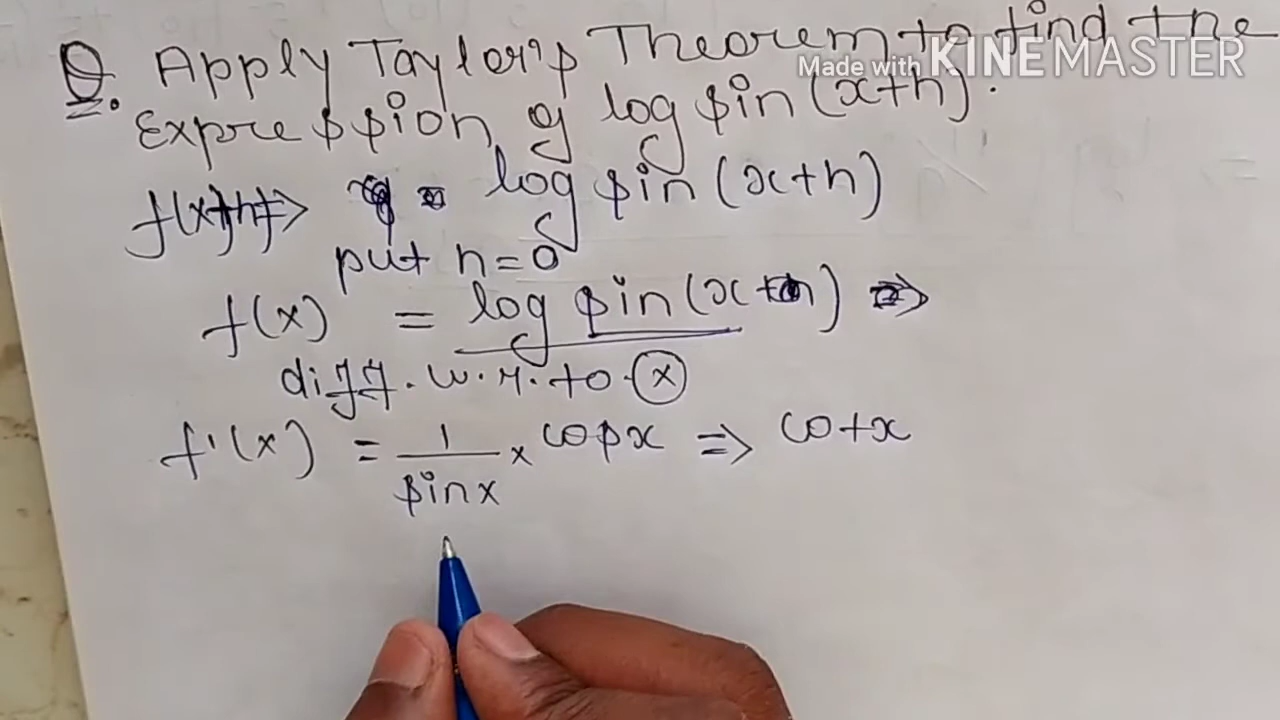 Q. Apply Taylor's Theorem to find the
Made with KINEMASTER
Expression of log sin(x+h).
f(x+h) => log sin (x+h)
put h=0
f(x) = log sin(x+0) =>
diff. w.r. to. x
f'(x) = 1/sinx × cosx => cotx